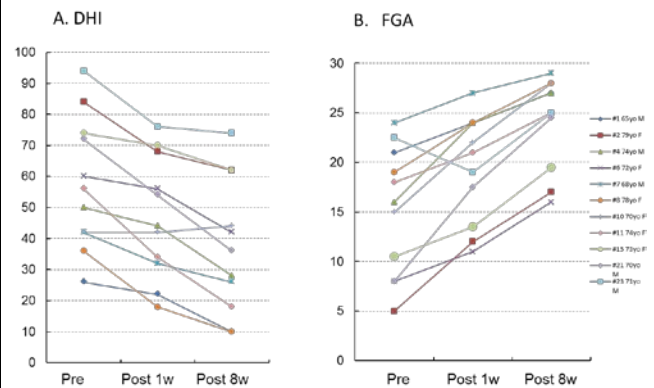 A. DHI
B. FGA
100
90
80
70
60
50
40
30
20
10
0
Pre Post 1w Post 8w
30
25
20
15
10
5
0
Pre Post 1w Post 8w
#1 65yo M
#2 79yo F
#4 74yo M
#6 72yo F
#7 68yo M
#8 78yo F
#10 70yo F
#11 74yo F
#15 72yo F
#21 70yo
M
#23 71yo
M